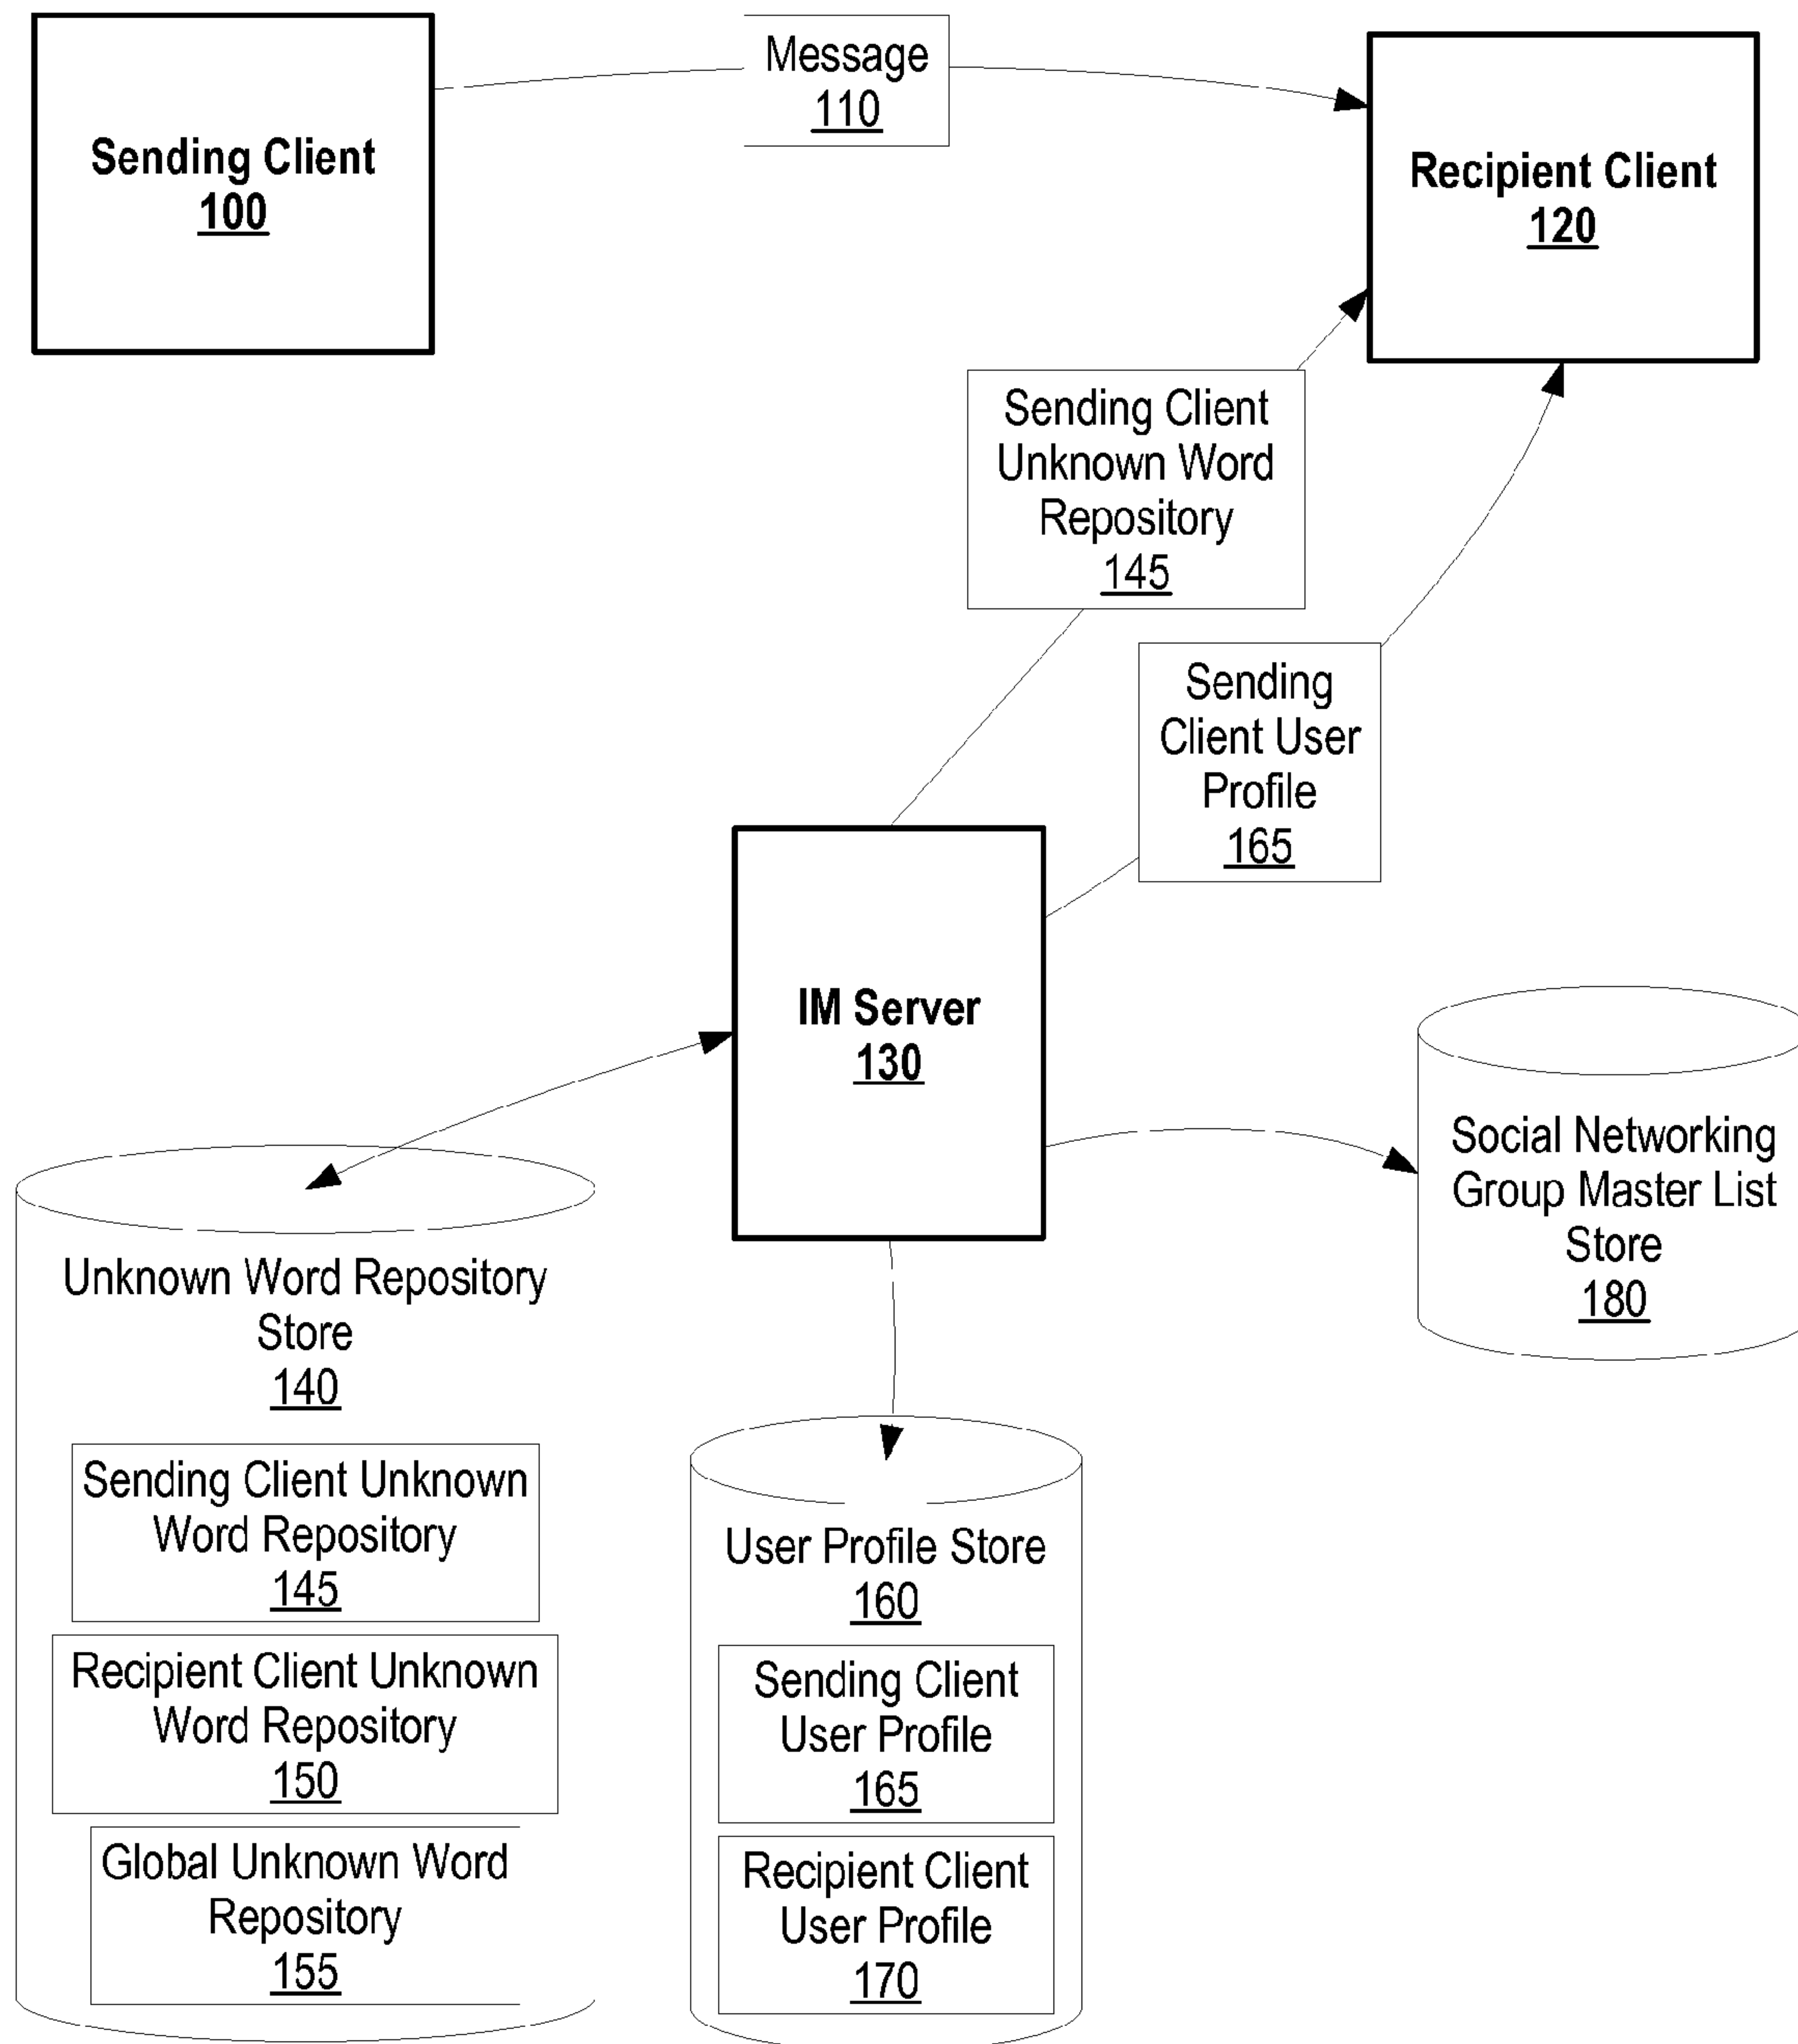 Message
110
Sending Client
100
Recipient Client
120
Sending Client
Unknown Word
Repository
145
Sending
Client User
Profile
165
IM Server
130
Social Networking
Group Master List
Store
180
Unknown Word Repository
Store
140
Sending Client Unknown
Word Repository
145
Recipient Client Unknown
Word Repository
150
Global Unknown Word
Repository
155
User Profile Store
160
Sending Client
User Profile
165
Recipient Client
User Profile
170